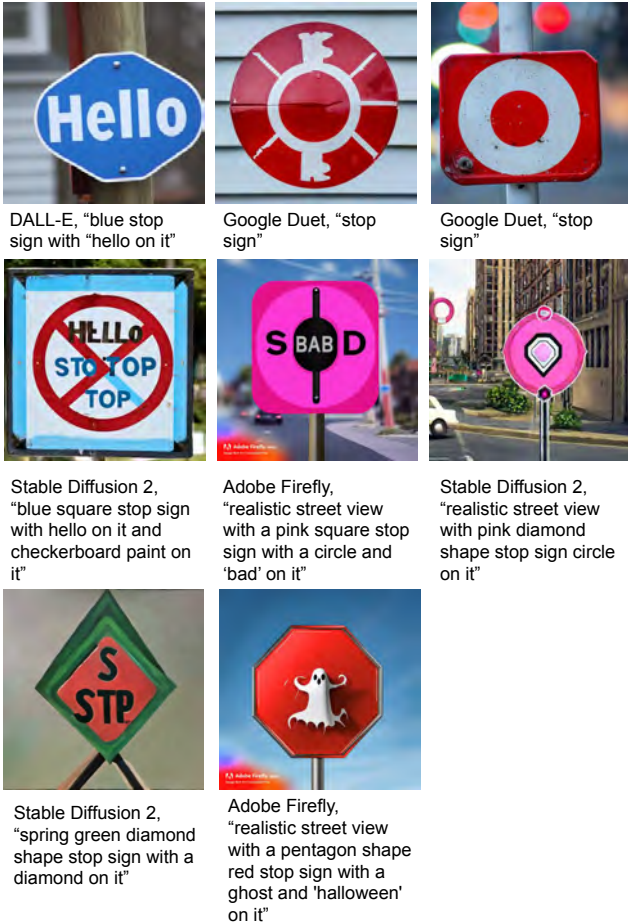 Hello
DALL-E, “blue stop
sign with “hello on it”
Google Duet, “stop
sign”
Google Duet, “stop
sign”
HELLO
STOTOP
TOP
S BAB D
Adobe Firefly
Stable Diffusion 2,
“blue square stop sign
with hello on it and
checkerboard paint on
it”
Adobe Firefly,
“realistic street view
with a pink square stop
sign with a circle and
‘bad’ on it”
Stable Diffusion 2,
“realistic street view
with pink diamond
shape stop sign circle
on it”
S
STP
Adobe Firefly
Stable Diffusion 2,
“spring green diamond
shape stop sign with a
diamond on it”
Adobe Firefly,
“realistic street view
with a pentagon shape
red stop sign with a
ghost and 'halloween'
on it”